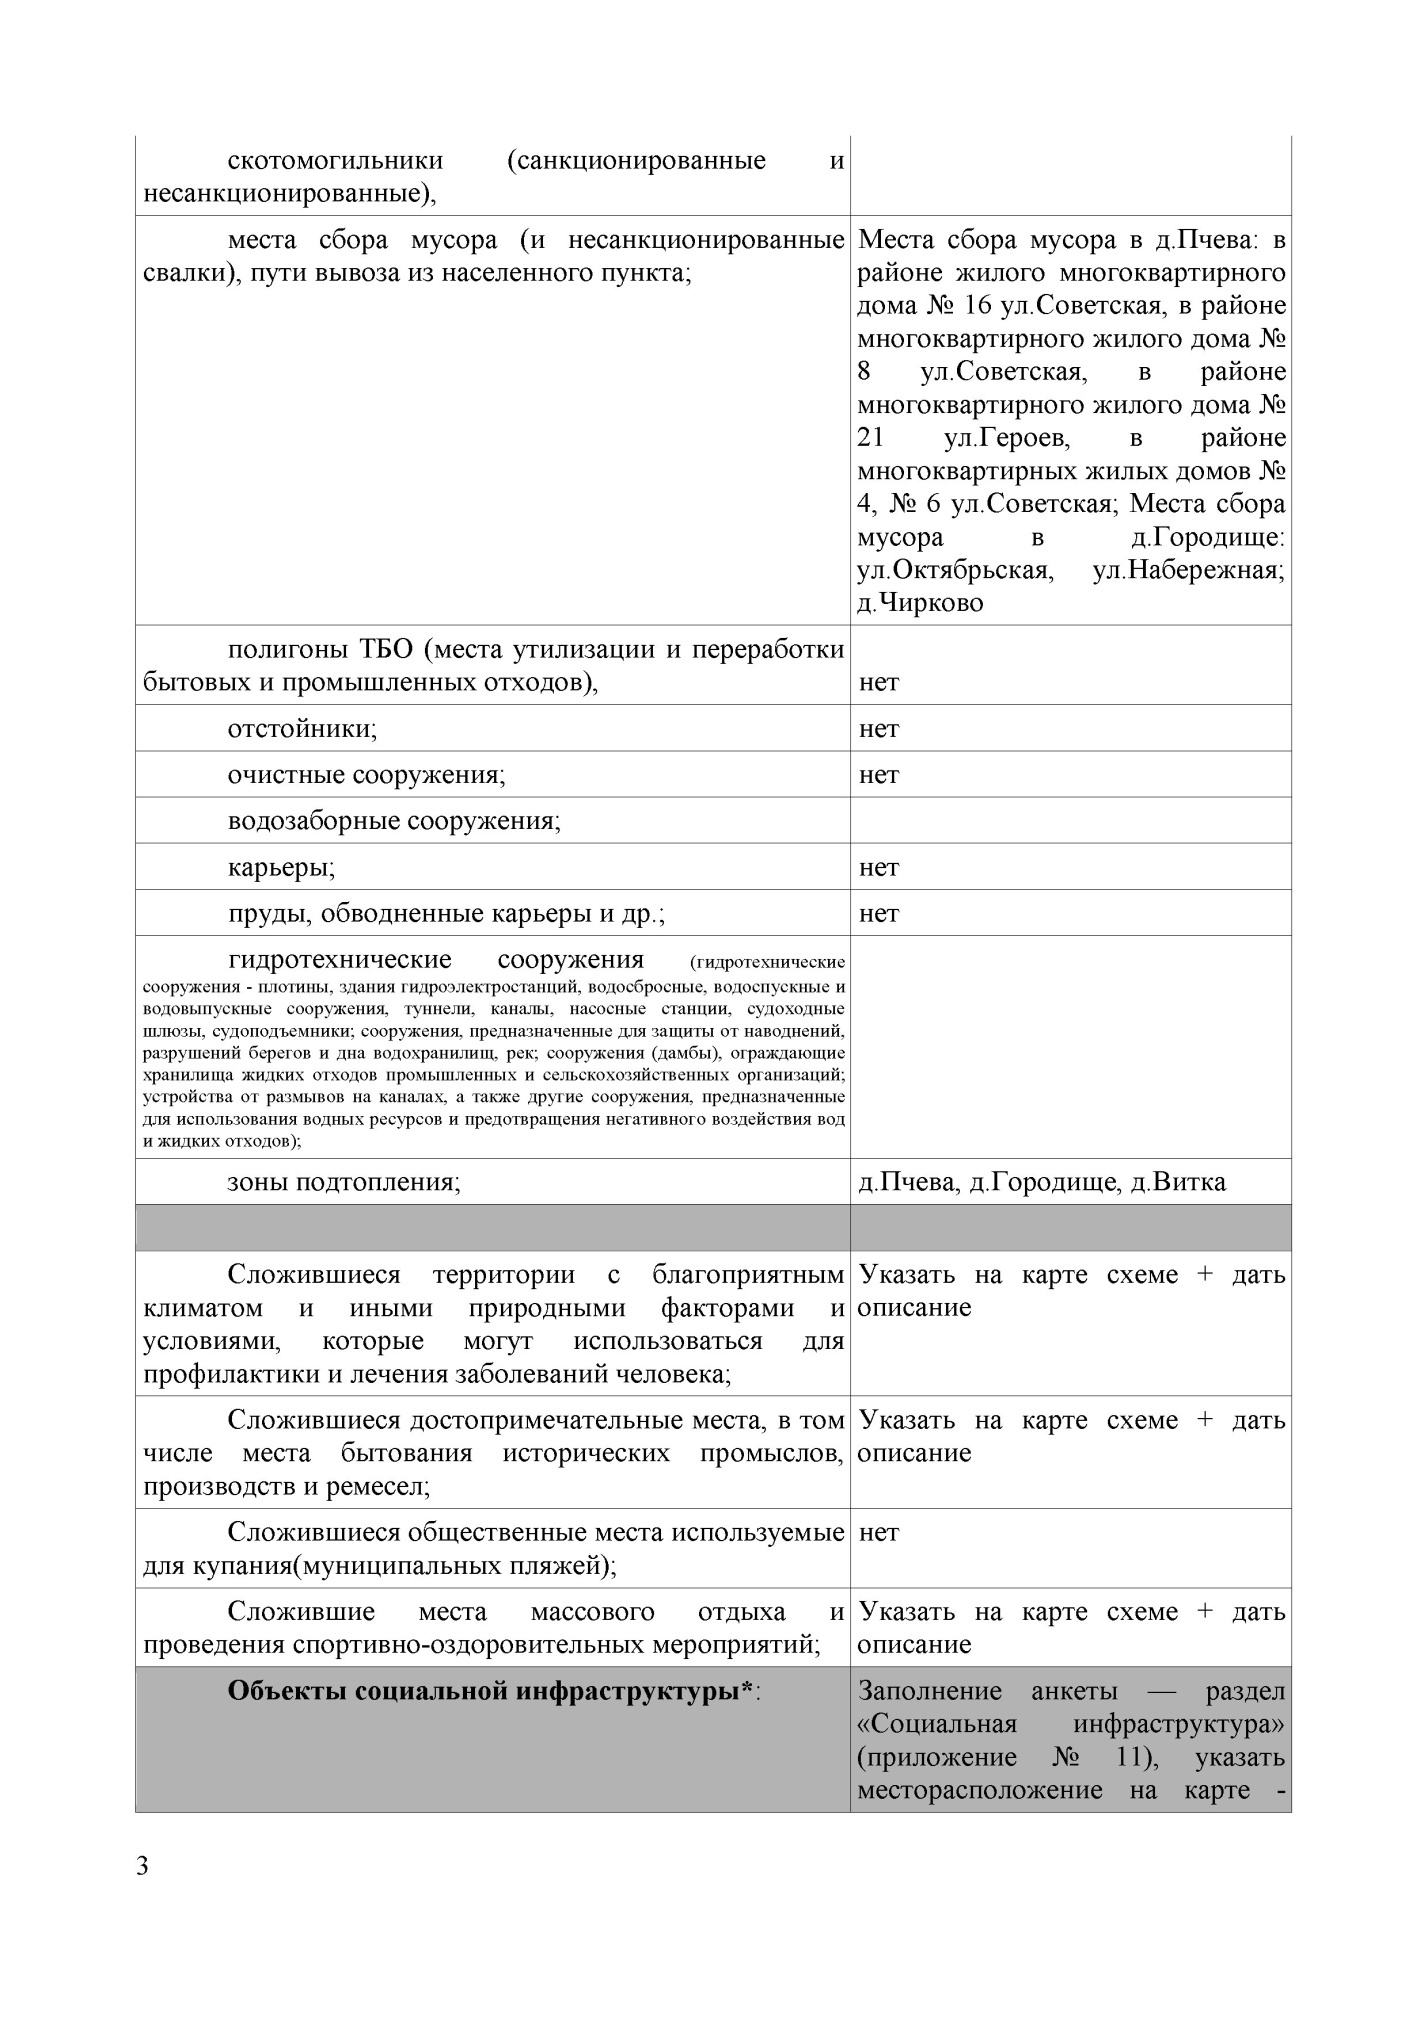 скотомогильники (санкционированные и
несанкционированные),
места сбора мусора (и несанкционированные
свалки), пути вывоза из населенного пункта;
Места сбора мусора в д.Пчева: в
районе жилого многоквартирного
дома № 16 ул.Советская, в районе
многоквартирного жилого дома №
8 ул.Советская, в районе
многоквартирного жилого дома №
21 ул.Героев, в районе
многоквартирных жилых домов №
4, № 6 ул.Советская; Места сбора
мусора в д.Городище:
ул.Октябрьская, ул.Набережная;
д.Чирково
полигоны ТБО (места утилизации и переработки
бытовых и промышленных отходов),
нет
отстойники;
нет
очистные сооружения;
нет
водозаборные сооружения;
карьеры;
нет
пруды, обводненные карьеры и др.;
нет
гидротехнические сооружения (гидротехнические
сооружения - плотины, здания гидроэлектростанций, водосбросные, водоспускные и
водовыпускные сооружения, туннели, каналы, насосные станции, судоходные
шлюзы, судоподъемники; сооружения, предназначенные для защиты от наводнений,
разрушений берегов и дна водохранилищ, рек; сооружения (дамбы), ограждающие
хранилища жидких отходов промышленных и сельскохозяйственных организаций;
устройства от размывов на каналах, а также другие сооружения, предназначенные
для использования водных ресурсов и предотвращения негативного воздействия вод
и жидких отходов);
зоны подтопления;
д.Пчева, д.Городище, д.Витка
Сложившиеся территории с благоприятным
климатом и иными природными факторами и
условиями, которые могут использоваться для
профилактики и лечения заболеваний человека;
Указать на карте схеме + дать
описание
Сложившиеся достопримечательные места, в том
числе места бытования исторических промыслов,
производств и ремесел;
Указать на карте схеме + дать
описание
Сложившиеся общественные места используемые
для купания(муниципальных пляжей);
нет
Сложившие места массового отдыха и
проведения спортивно-оздоровительных мероприятий;
Указать на карте схеме + дать
описание
Объекты социальной инфраструктуры*:
Заполнение анкеты — раздел
«Социальная инфраструктура»
(приложение № 11), указать
месторасположение на карте -
3